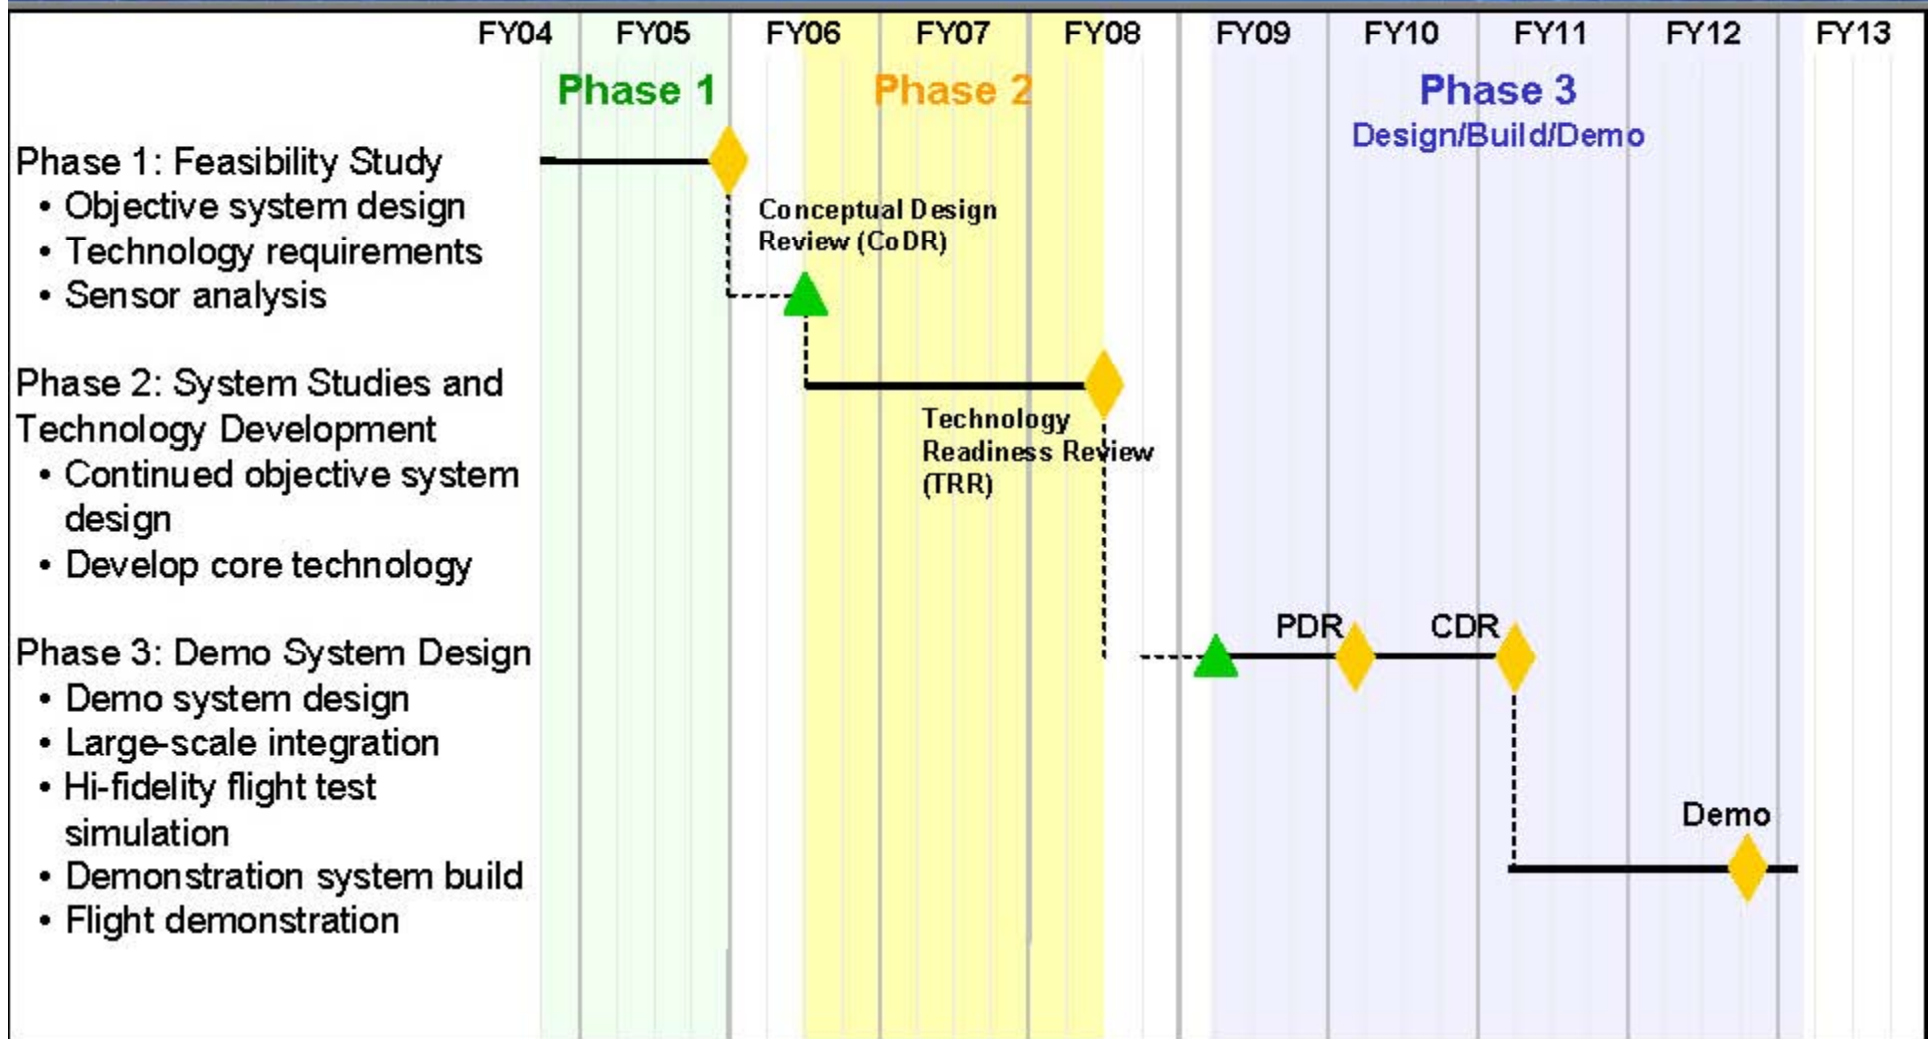 FY04 FY05 FY06 FY07 FY08 FY09 FY10 FY11 FY12 FY13
Phase 1 Phase 2 Phase 3
Design/Build/Demo
Phase 1: Feasibility Study
• Objective system design
• Technology requirements
• Sensor analysis
Conceptual Design
Review (CoDR)
Phase 2: System Studies and
Technology Development
• Continued objective system
design
• Develop core technology
Technology
Readiness Review
(TRR)
Phase 3: Demo System Design
• Demo system design
• Large-scale integration
• Hi-fidelity flight test
simulation
• Demonstration system build
• Flight demonstration
PDR CDR
Demo